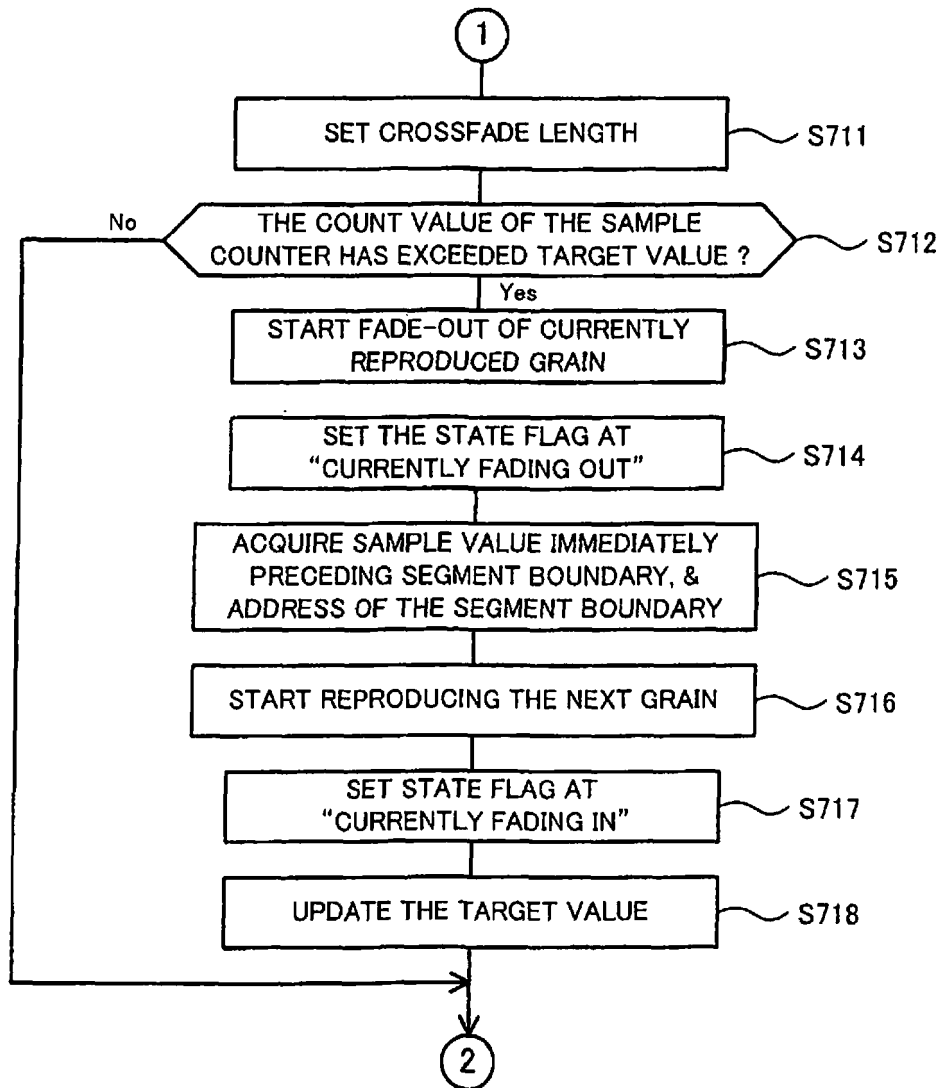 1
SET CROSSFADE LENGTH
S711
No
THE COUNT VALUE OF THE SAMPLE
COUNTER HAS EXCEEDED TARGET VALUE ?
S712
Yes
START FADE-OUT OF CURRENTLY
REPRODUCED GRAIN
S713
SET THE STATE FLAG AT
“CURRENTLY FADING OUT”
S714
ACQUIRE SAMPLE VALUE IMMEDIATELY
PRECEDING SEGMENT BOUNDARY, &
ADDRESS OF THE SEGMENT BOUNDARY
S715
START REPRODUCING THE NEXT GRAIN
S716
SET STATE FLAG AT
“CURRENTLY FADING IN”
S717
UPDATE THE TARGET VALUE
S718
2